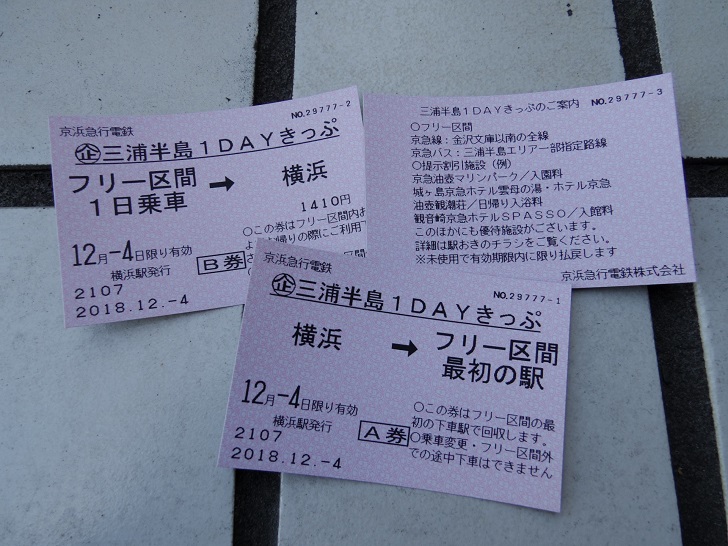 京浜急行電鉄
NO.29777-2
㊭三浦半島1DAYきっぷ
フリー区間 → 横浜
1日乗車
1410円
12月-4日限り有効
横浜駅発行
B券
○この券はフリー区間内お
2107
2018.12.-4
三浦半島1DAYきっぷのご案内 NO.29777-3
○フリー区間
京急線：金沢文庫以南の全線
京急バス：三浦半島エリアー部指定路線
○提示割引施設（例）
京急油壺マリンパーク／入園料
城ヶ島京急ホテル雲母の湯・ホテル京急
油壺観潮荘／日帰り入浴料
観音崎京急ホテルSPASSO／入館料
このほかにも優待施設がございます。
詳細は駅おきのチラシをご覧ください。
※未使用で有効期限内に限り払戻します
京浜急行電鉄株式会社
京浜急行電鉄
NO.29777-1
㊭三浦半島1DAYきっぷ
横浜 → フリー区間
最初の駅
12月-4日限り有効
横浜駅発行
A券
○この券はフリー区間の最
初の下車駅で回収します。
○乗車変更・フリー区間外
での途中下車はできません
2107
2018.12.-4